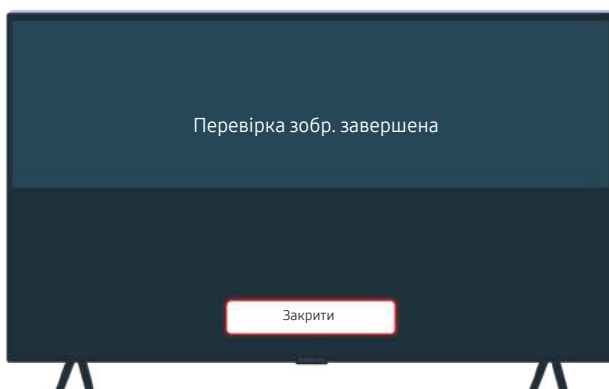 Перевірка зобр. завершена
Закрити